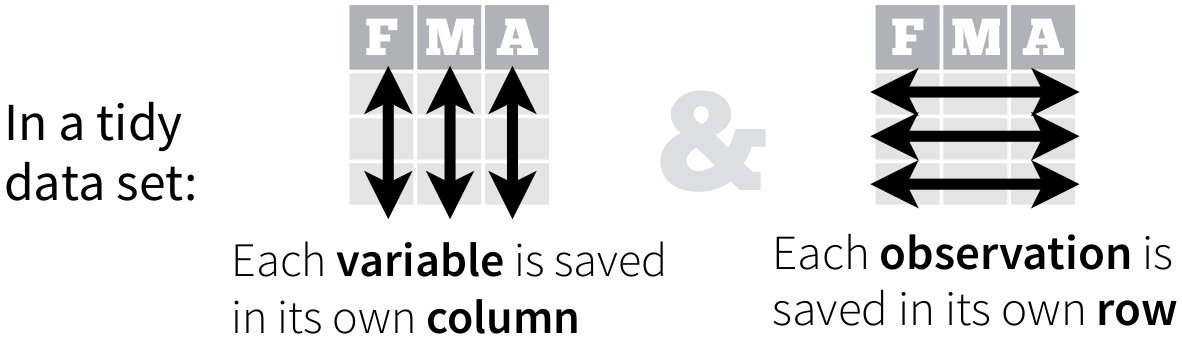 F M A
F M A
In a tidy
data set:
&
Each variable is saved
in its own column
Each observation is
saved in its own row